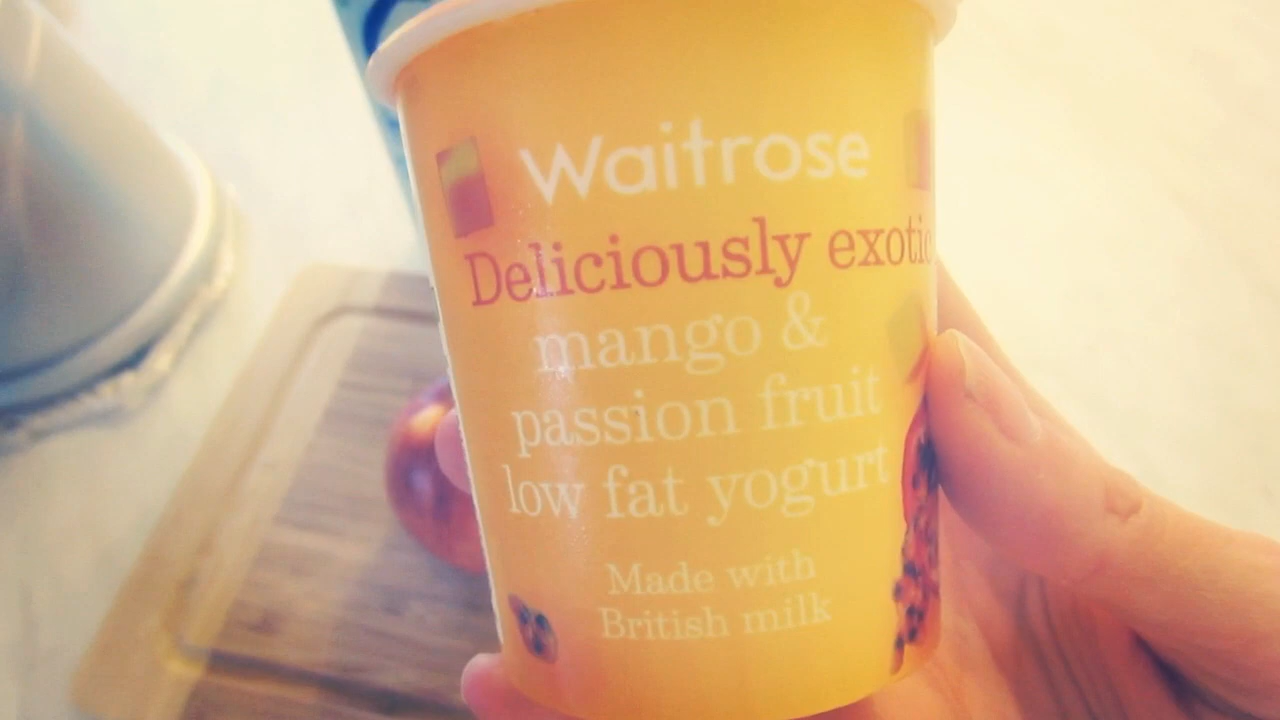 Waitrose
Deliciously exotic
mango &
passion fruit
low fat yogurt
Made with
British milk